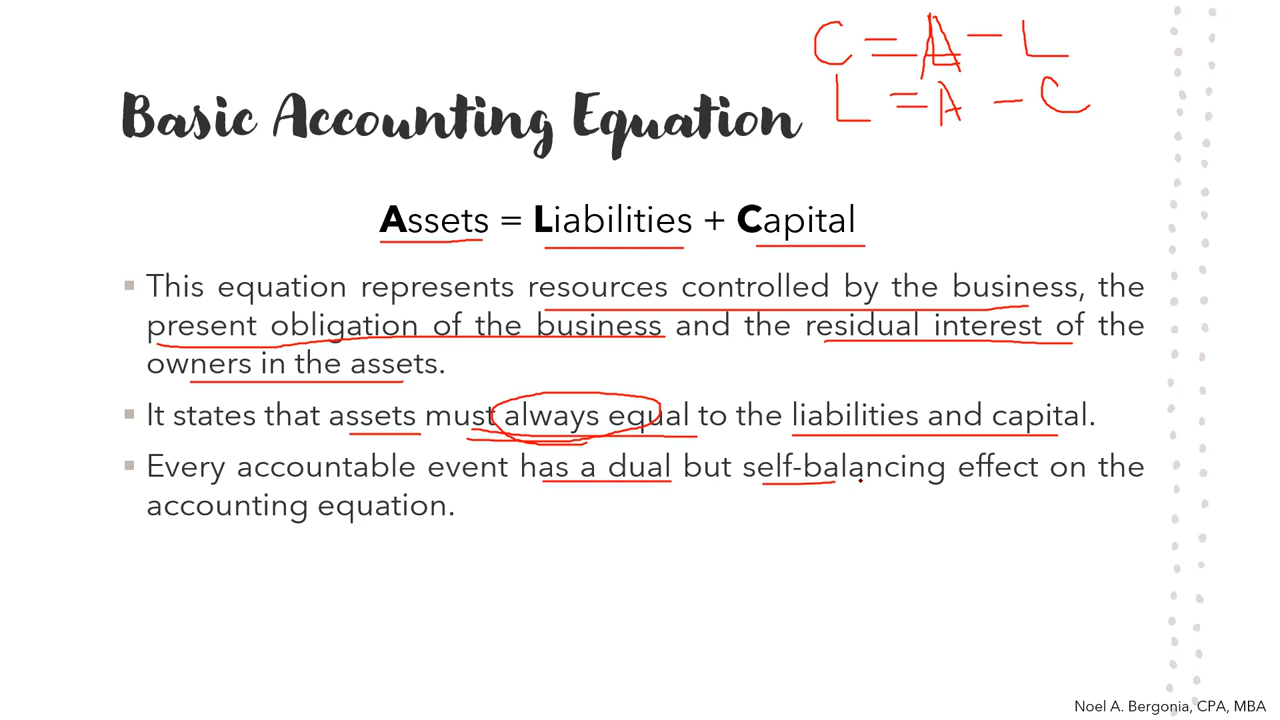 C = A - L
L = A - C
Basic Accounting Equation
Assets = Liabilities + Capital
▪ This equation represents resources controlled by the business, the
present obligation of the business and the residual interest of the
owners in the assets.
▪ It states that assets must always equal to the liabilities and capital.
▪ Every accountable event has a dual but self-balancing effect on the
accounting equation.
Noel A. Bergonia, CPA, MBA